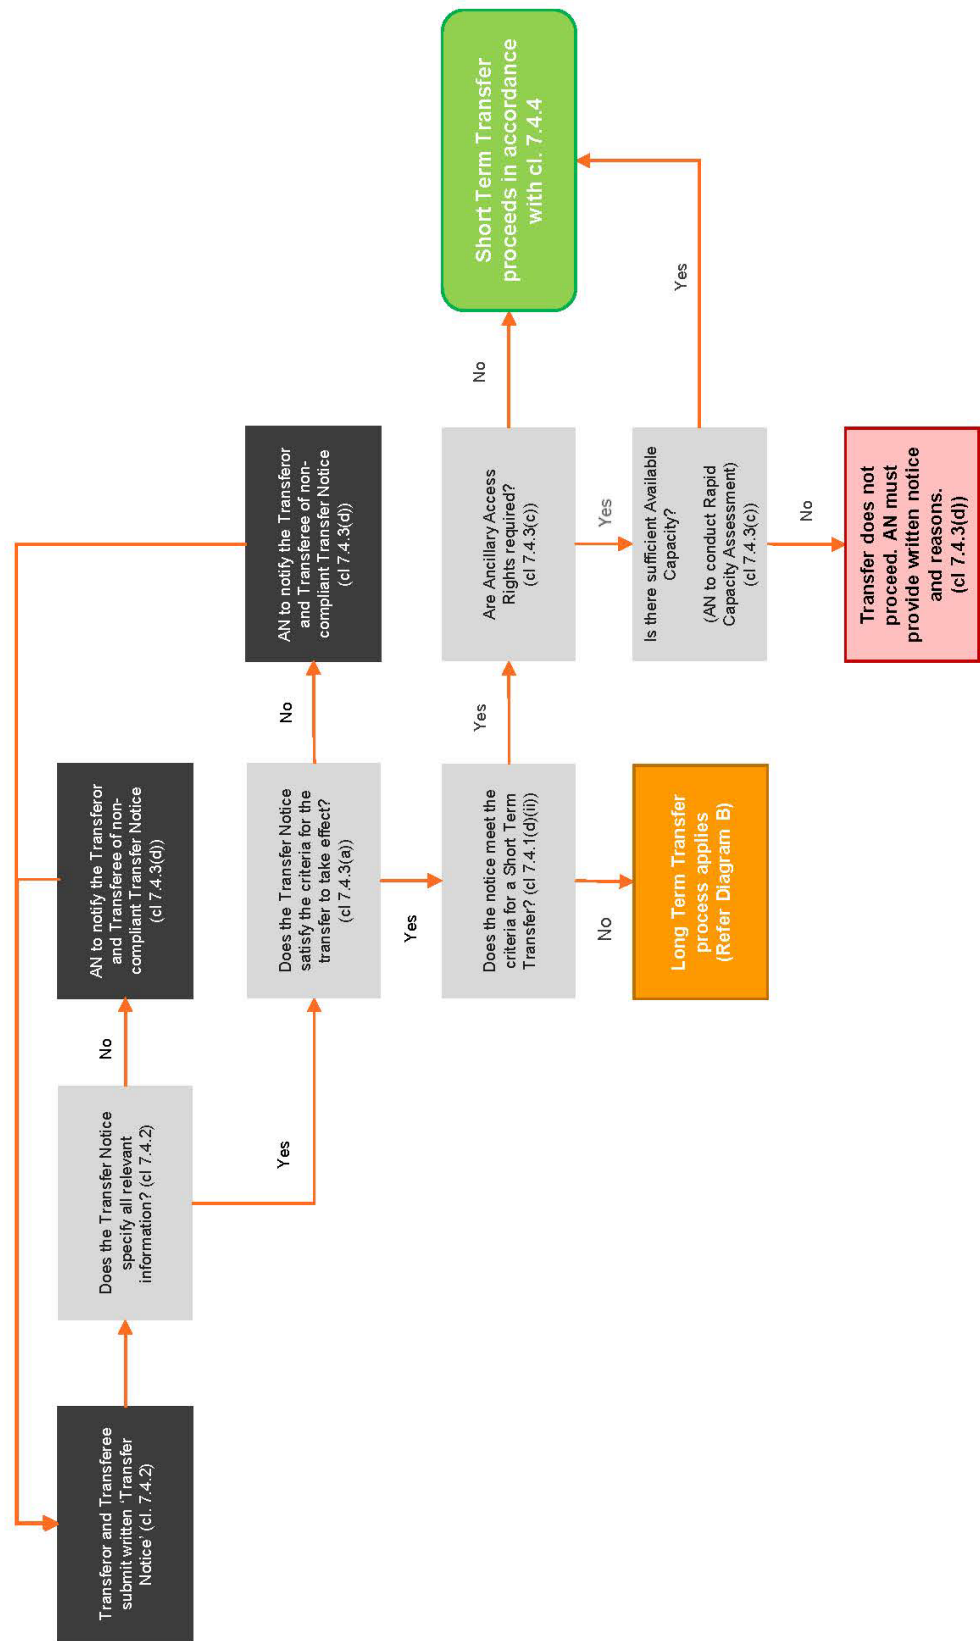 Transferor and Transferee
submit written ‘Transfer
Notice’ (cl. 7.4.2)
Does the Transfer Notice
specify all relevant
information? (cl 7.4.2)
No
AN to notify the Transferor
and Transferee of non-
compliant Transfer Notice
(cl 7.4.3(d))
Yes
Does the Transfer Notice
satisfy the criteria for the
transfer to take effect?
(cl 7.4.3(a))
No
AN to notify the Transferor
and Transferee of non-
compliant Transfer Notice
(cl 7.4.3(d))
Yes
Does the notice meet the
criteria for a Short Term
Transfer? (cl 7.4.1(d)(ii))
Yes
Are Ancillary Access
Rights required?
(cl 7.4.3(c))
No
Short Term Transfer
proceeds in accordance
with cl. 7.4.4
No
Long Term Transfer
process applies
(Refer Diagram B)
Yes
Is there sufficient Available
Capacity?
(AN to conduct Rapid
Capacity Assessment)
(cl 7.4.3(c))
Yes
No
Transfer does not
proceed. AN must
provide written notice
and reasons.
(cl 7.4.3(d))